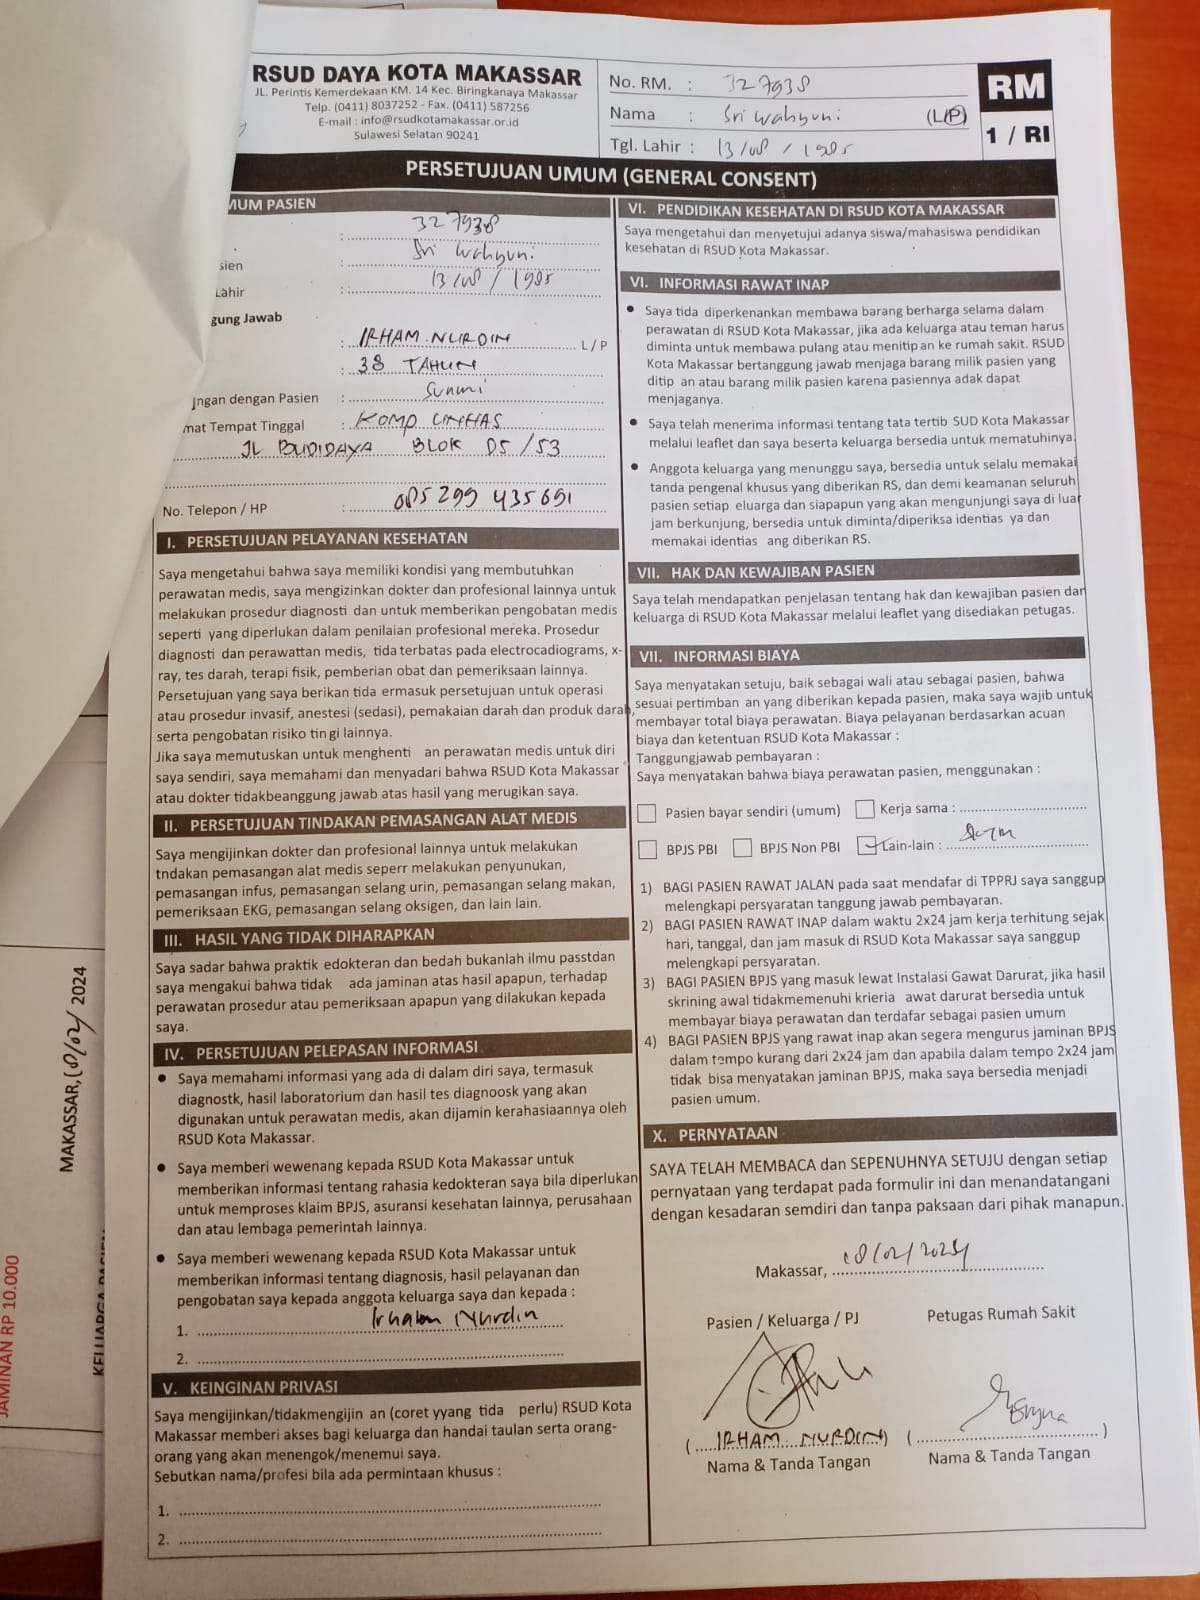 RSUD DAYA KOTA MAKASSAR
JL. Perintis Kemerdekaan KM. 14 Kec. Biringkanaya Makassar
Telp. (0411) 8037252 - Fax. (0411) 587256
E-mail : info@rsudkotamakassar.or.id
Sulawesi Selatan 90241
No. RM. : 327938
Nama : Sri Wahyuni (L/P)
Tgl. Lahir : 13/08/1985
RM
1 / RI
PERSETUJUAN UMUM (GENERAL CONSENT)
MUM PASIEN
: 327938
sien : Sri Wahyuni
Lahir : 13/08/1985
gung Jawab
: IRHAM NURDIN L/P
: 38 TAHUN
ngan dengan Pasien : Suami
mat Tempat Tinggal : KOMP UNHAS
JL BUDIDAYA BLOK D5/53
No. Telepon / HP : 085 299 435691
I. PERSETUJUAN PELAYANAN KESEHATAN
Saya mengetahui bahwa saya memiliki kondisi yang membutuhkan
perawatan medis, saya mengizinkan dokter dan profesional lainnya untuk
melakukan prosedur diagnosti dan untuk memberikan pengobatan medis
seperti yang diperlukan dalam penilaian profesional mereka. Prosedur
diagnosti dan perawattan medis, tida terbatas pada electrocadiograms, x-
ray, tes darah, terapi fisik, pemberian obat dan pemeriksaan lainnya.
Persetujuan yang saya berikan tida ermasuk persetujuan untuk operasi
atau prosedur invasif, anestesi (sedasi), pemakaian darah dan produk darah,
serta pengobatan risiko tin gi lainnya.
Jika saya memutuskan untuk menghenti an perawatan medis untuk diri
saya sendiri, saya memahami dan menyadari bahwa RSUD Kota Makassar
atau dokter tidakbeanggung jawab atas hasil yang merugikan saya.
II. PERSETUJUAN TINDAKAN PEMASANGAN ALAT MEDIS
Saya mengijinkan dokter dan profesional lainnya untuk melakukan
tndakan pemasangan alat medis seperr melakukan penyunukan,
pemasangan infus, pemasangan selang urin, pemasangan selang makan,
pemeriksaan EKG, pemasangan selang oksigen, dan lain lain.
III. HASIL YANG TIDAK DIHARAPKAN
Saya sadar bahwa praktik edokteran dan bedah bukanlah ilmu passtdan
saya mengakui bahwa tidak ada jaminan atas hasil apapun, terhadap
perawatan prosedur atau pemeriksaan apapun yang dilakukan kepada
saya.
IV. PERSETUJUAN PELEPASAN INFORMASI
• Saya memahami informasi yang ada di dalam diri saya, termasuk
diagnostk, hasil laboratorium dan hasil tes diagnoosk yang akan
digunakan untuk perawatan medis, akan dijamin kerahasiaannya oleh
RSUD Kota Makassar.
• Saya memberi wewenang kepada RSUD Kota Makassar untuk
memberikan informasi tentang rahasia kedokteran saya bila diperlukan
untuk memproses klaim BPJS, asuransi kesehatan lainnya, perusahaan
dan atau lembaga pemerintah lainnya.
• Saya memberi wewenang kepada RSUD Kota Makassar untuk
memberikan informasi tentang diagnosis, hasil pelayanan dan
pengobatan saya kepada anggota keluarga saya dan kepada :
1. Irham Nurdin
2.
V. KEINGINAN PRIVASI
Saya mengijinkan/tidakmengijin an (coret yyang tida perlu) RSUD Kota
Makassar memberi akses bagi keluarga dan handai taulan serta orang-
orang yang akan menengok/menemui saya.
Sebutkan nama/profesi bila ada permintaan khusus :
1.
2.
VI. PENDIDIKAN KESEHATAN DI RSUD KOTA MAKASSAR
Saya mengetahui dan menyetujui adanya siswa/mahasiswa pendidikan
kesehatan di RSUD Kota Makassar.
VI. INFORMASI RAWAT INAP
• Saya tida diperkenankan membawa barang berharga selama dalam
perawatan di RSUD Kota Makassar, jika ada keluarga atau teman harus
diminta untuk membawa pulang atau menitip an ke rumah sakit. RSUD
Kota Makassar bertanggung jawab menjaga barang milik pasien yang
ditip an atau barang milik pasien karena pasiennya adak dapat
menjaganya.
• Saya telah menerima informasi tentang tata tertib SUD Kota Makassar
melalui leaflet dan saya beserta keluarga bersedia untuk mematuhinya.
• Anggota keluarga yang menunggu saya, bersedia untuk selalu memakai
tanda pengenal khusus yang diberikan RS, dan demi keamanan seluruh
pasien setiap eluarga dan siapapun yang akan mengunjungi saya di luar
jam berkunjung, bersedia untuk diminta/diperiksa identias ya dan
memakai identias ang diberikan RS.
VII. HAK DAN KEWAJIBAN PASIEN
Saya telah mendapatkan penjelasan tentang hak dan kewajiban pasien dan
keluarga di RSUD Kota Makassar melalui leaflet yang disediakan petugas.
VII. INFORMASI BIAYA
Saya menyatakan setuju, baik sebagai wali atau sebagai pasien, bahwa
sesuai pertimban an yang diberikan kepada pasien, maka saya wajib untuk
membayar total biaya perawatan. Biaya pelayanan berdasarkan acuan
biaya dan ketentuan RSUD Kota Makassar :
Tanggungjawab pembayaran :
Saya menyatakan bahwa biaya perawatan pasien, menggunakan :
Pasien bayar sendiri (umum) Kerja sama :
BPJS PBI BPJS Non PBI Lain-lain :
1) BAGI PASIEN RAWAT JALAN pada saat mendafar di TPPRJ saya sanggup
melengkapi persyaratan tanggung jawab pembayaran.
2) BAGI PASIEN RAWAT INAP dalam waktu 2x24 jam kerja terhitung sejak
hari, tanggal, dan jam masuk di RSUD Kota Makassar saya sanggup
melengkapi persyaratan.
3) BAGI PASIEN BPJS yang masuk lewat Instalasi Gawat Darurat, jika hasil
skrining awal tidakmemenuhi krieria awat darurat bersedia untuk
membayar biaya perawatan dan terdafar sebagai pasien umum
4) BAGI PASIEN BPJS yang rawat inap akan segera mengurus jaminan BPJS
dalam tempo kurang dari 2x24 jam dan apabila dalam tempo 2x24 jam
tidak bisa menyatakan jaminan BPJS, maka saya bersedia menjadi
pasien umum.
X. PERNYATAAN
SAYA TELAH MEMBACA dan SEPENUHNYA SETUJU dengan setiap
pernyataan yang terdapat pada formulir ini dan menandatangani
dengan kesadaran semdiri dan tanpa paksaan dari pihak manapun.
Makassar, 18/02/2024
Pasien / Keluarga / PJ Petugas Rumah Sakit
(IRHAM NURDIN) ( )
Nama & Tanda Tangan Nama & Tanda Tangan
MAKASSAR, 18/02/ 2024
JAMINAN RP 10.000
KELUARGA PASIEN